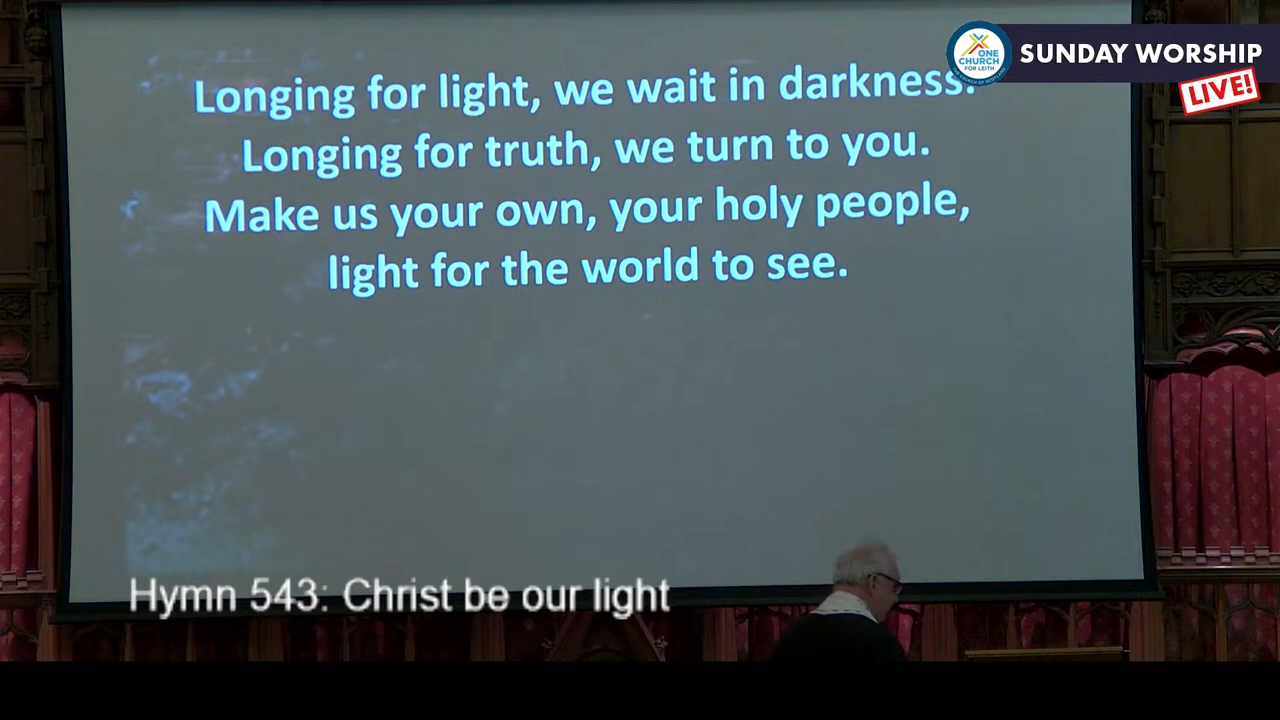 ONE
CHURCH
FOR LEITH
SUNDAY WORSHIP
LIVE!
Longing for light, we wait in darkness.
Longing for truth, we turn to you.
Make us your own, your holy people,
light for the world to see.
Hymn 543: Christ be our light